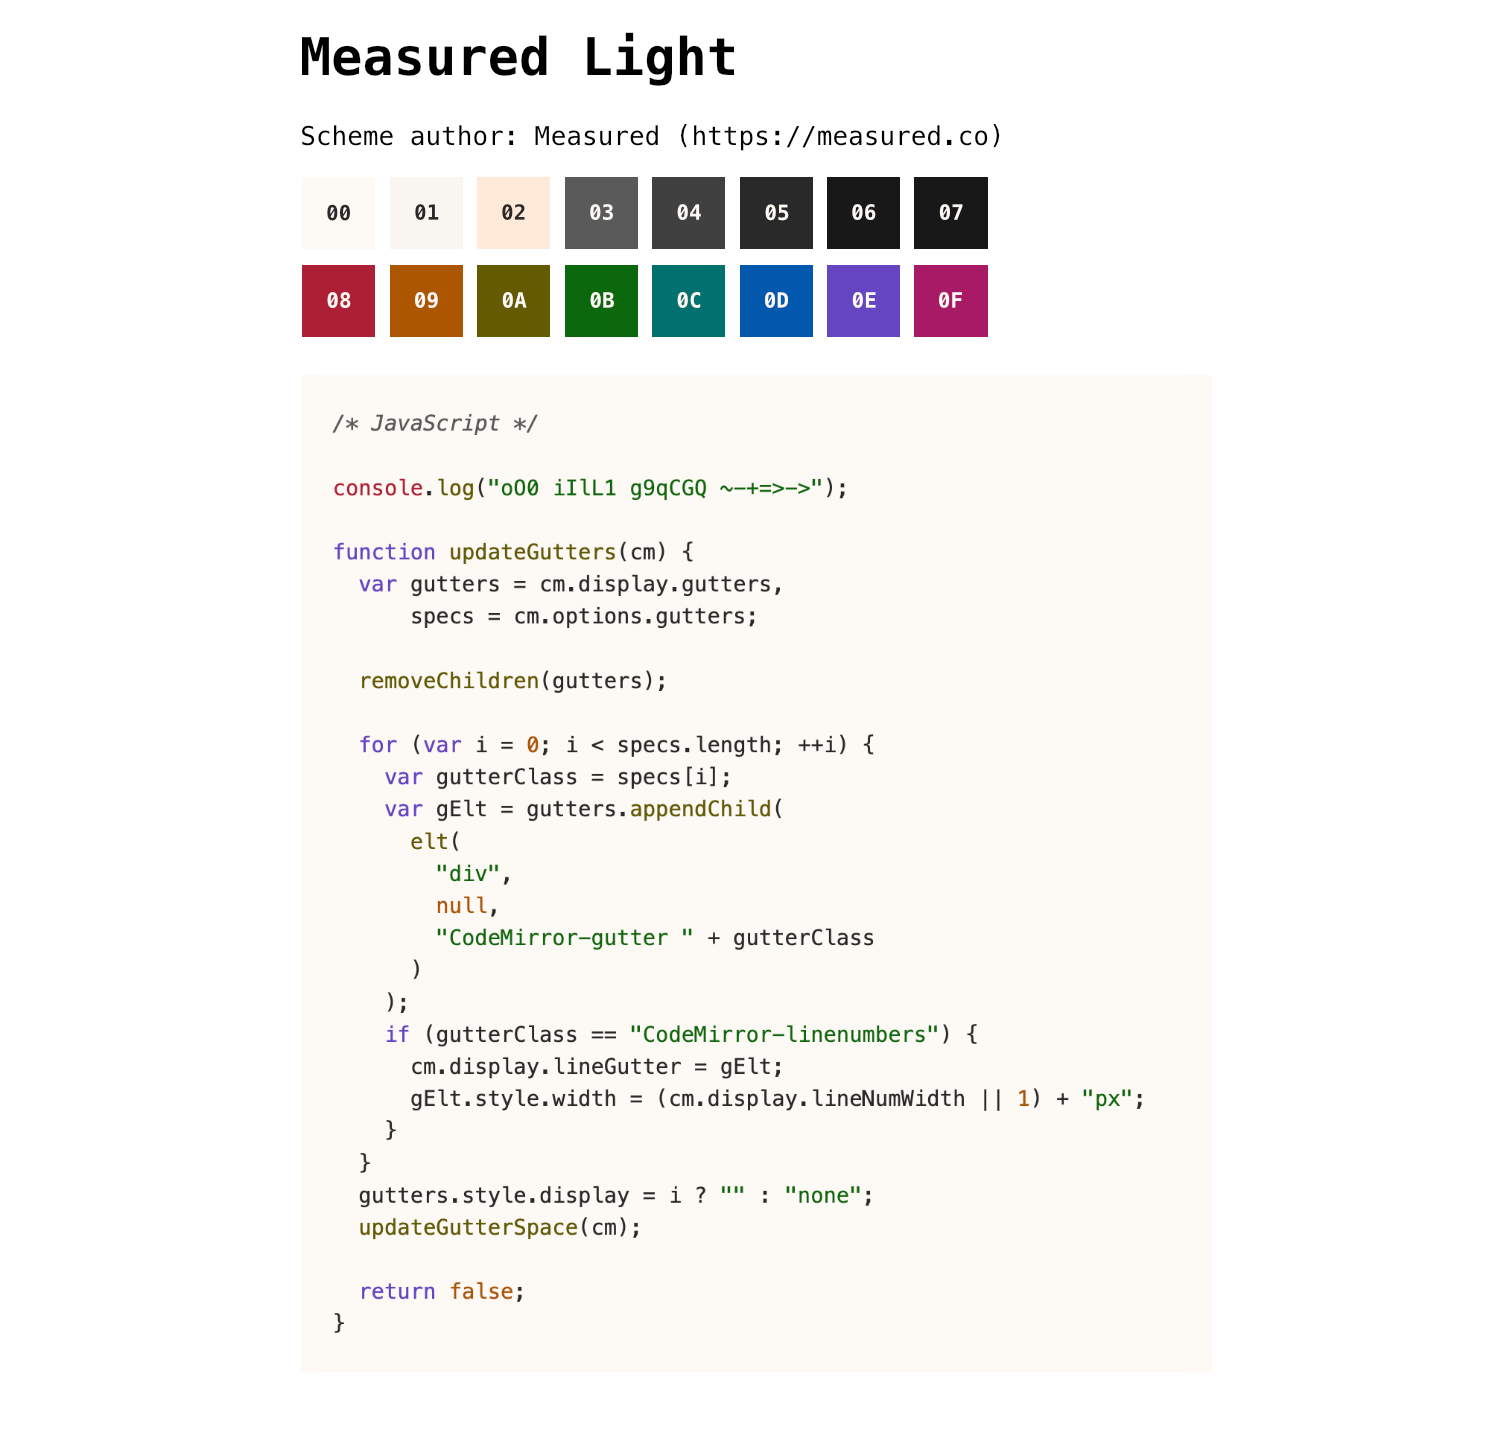 Measured Light
Scheme author: Measured (https://measured.co)
00 01 02 03 04 05 06 07
08 09 0A 0B 0C 0D 0E 0F
/* JavaScript */
console.log("oO0 iIlL1 g9qCGQ ~-+=>->");
function updateGutters(cm) {
  var gutters = cm.display.gutters,
      specs = cm.options.gutters;
  removeChildren(gutters);
  for (var i = 0; i < specs.length; ++i) {
    var gutterClass = specs[i];
    var gElt = gutters.appendChild(
      elt(
        "div",
        null,
        "CodeMirror-gutter " + gutterClass
      )
    );
    if (gutterClass == "CodeMirror-linenumbers") {
      cm.display.lineGutter = gElt;
      gElt.style.width = (cm.display.lineNumWidth || 1) + "px";
    }
  }
  gutters.style.display = i ? "" : "none";
  updateGutterSpace(cm);
  return false;
}